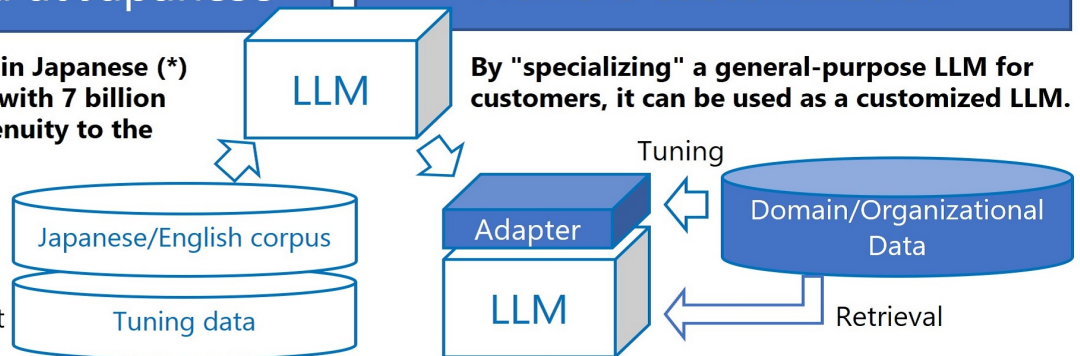 Japanese
in Japanese (*)
with 7 billion
enuity to the
LLM
By "specializing" a general-purpose LLM for
customers, it can be used as a customized LLM.
Tuning
Japanese/English corpus
Tuning data
Adapter
LLM
Domain/Organizational
Data
Retrieval